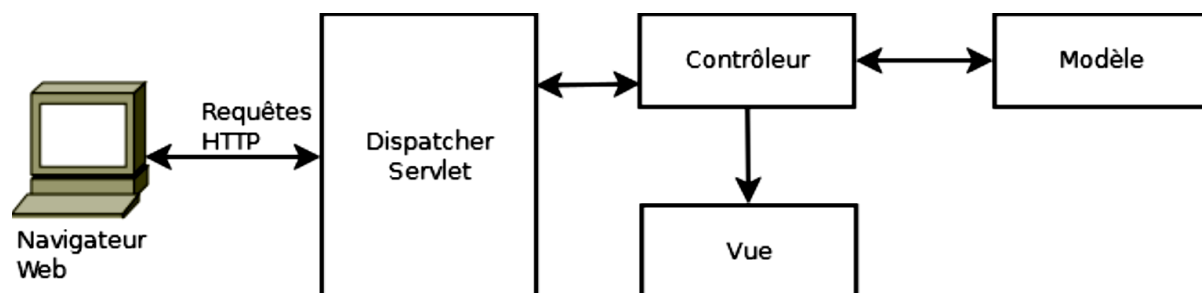 Requêtes
HTTP
Navigateur
Web
Dispatcher
Servlet
Contrôleur
Modèle
Vue